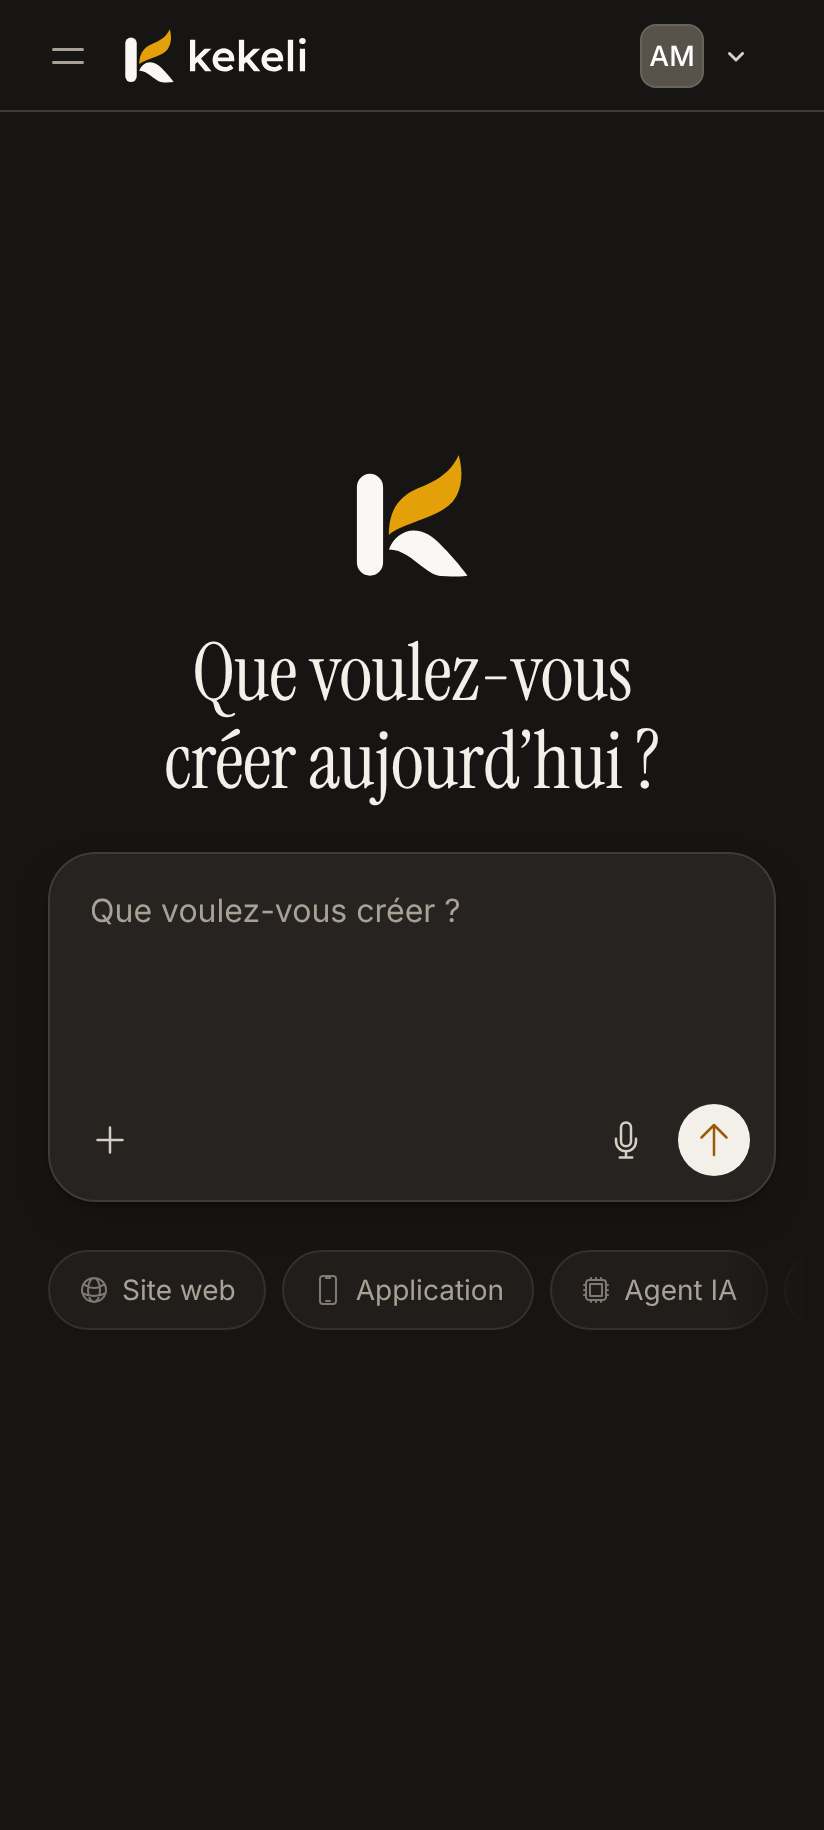 kekeli
AM
Que voulez-vous
créer aujourd’hui ?
Que voulez-vous créer ?
Site web
Application
Agent IA